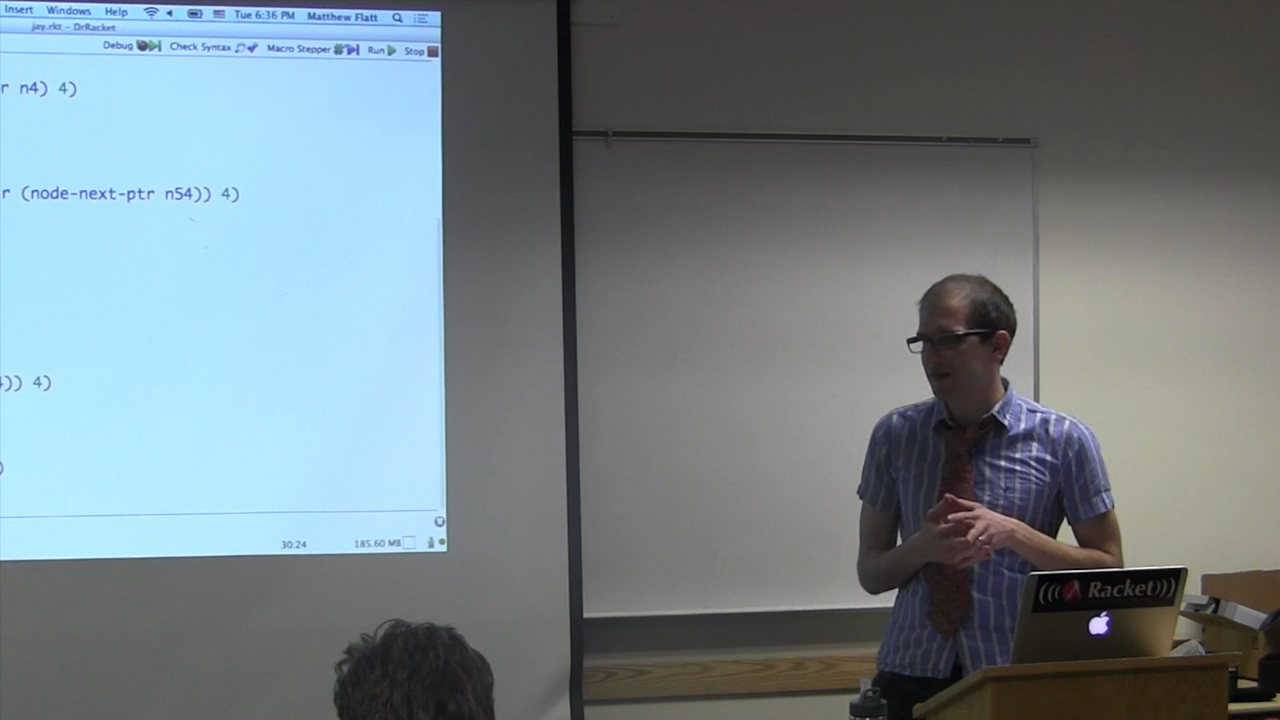 Insert Windows Help Tue 6:36 PM Matthew Flatt
jay.rkt – DrRacket
Debug Check Syntax Macro Stepper Run Stop
r n4) 4)
r (node-next-ptr n54)) 4)
)) 4)
)
30:24 185.60 MB
(((Racket)))